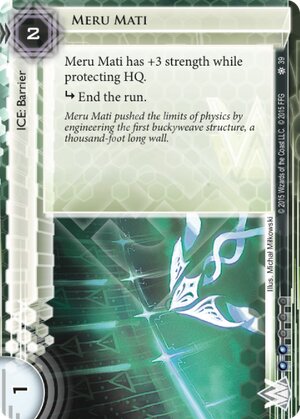 MERU MATI
2
ICE: Barrier
Meru Mati has +3 strength while
protecting HQ.
↳ End the run.
Meru Mati pushed the limits of physics by
engineering the first buckyweave structure, a
thousand-foot long wall.
39
© 2015 Wizards of the Coast LLC. © 2015 FFG
Illus. Michał Miłkowski
1